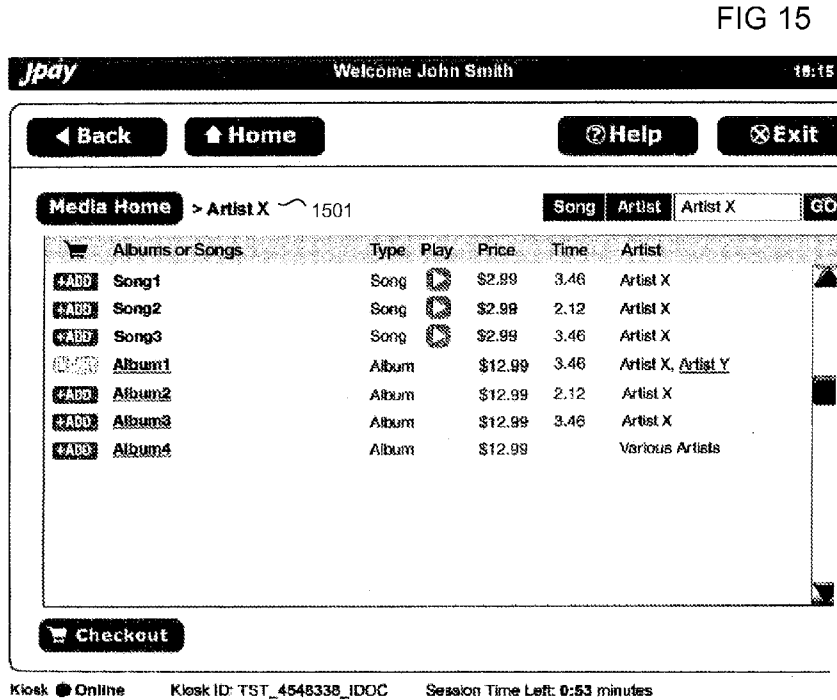 FIG 15
Jpay Welcome John Smith 18:15
Back Home Help Exit
Media Home > Artist X 1501 Song Artist Artist X GO
Albums or Songs Type Play Price Time Artist
+ADD Song1 Song $2.99 3.46 Artist X
+ADD Song2 Song $2.99 2.12 Artist X
+ADD Song3 Song $2.99 3.46 Artist X
Album1 Album $12.99 3.46 Artist X, Artist Y
+ADD Album2 Album $12.99 2.12 Artist X
+ADD Album3 Album $12.99 3.46 Artist X
+ADD Album4 Album $12.99 Various Artists
Checkout
Kiosk Online Kiosk ID: TST_4548338_IDOC Session Time Left: 0:53 minutes